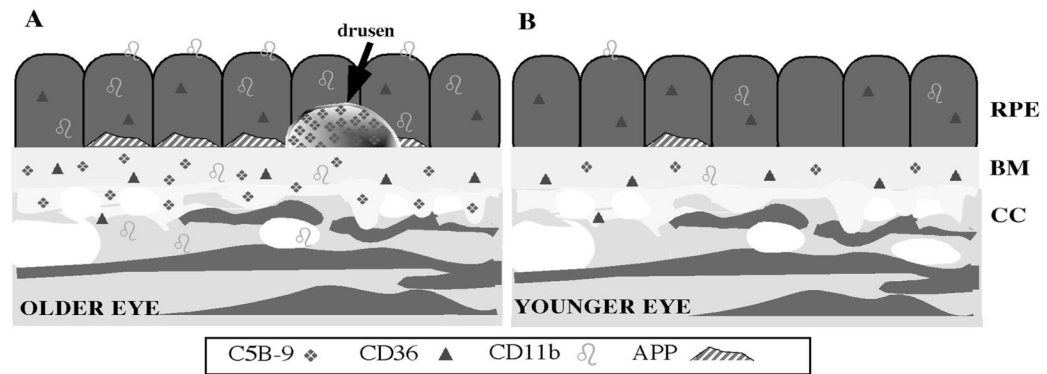 A
B
drusen
RPE
BM
CC
OLDER EYE
YOUNGER EYE
C5B-9 CD36 CD11b APP